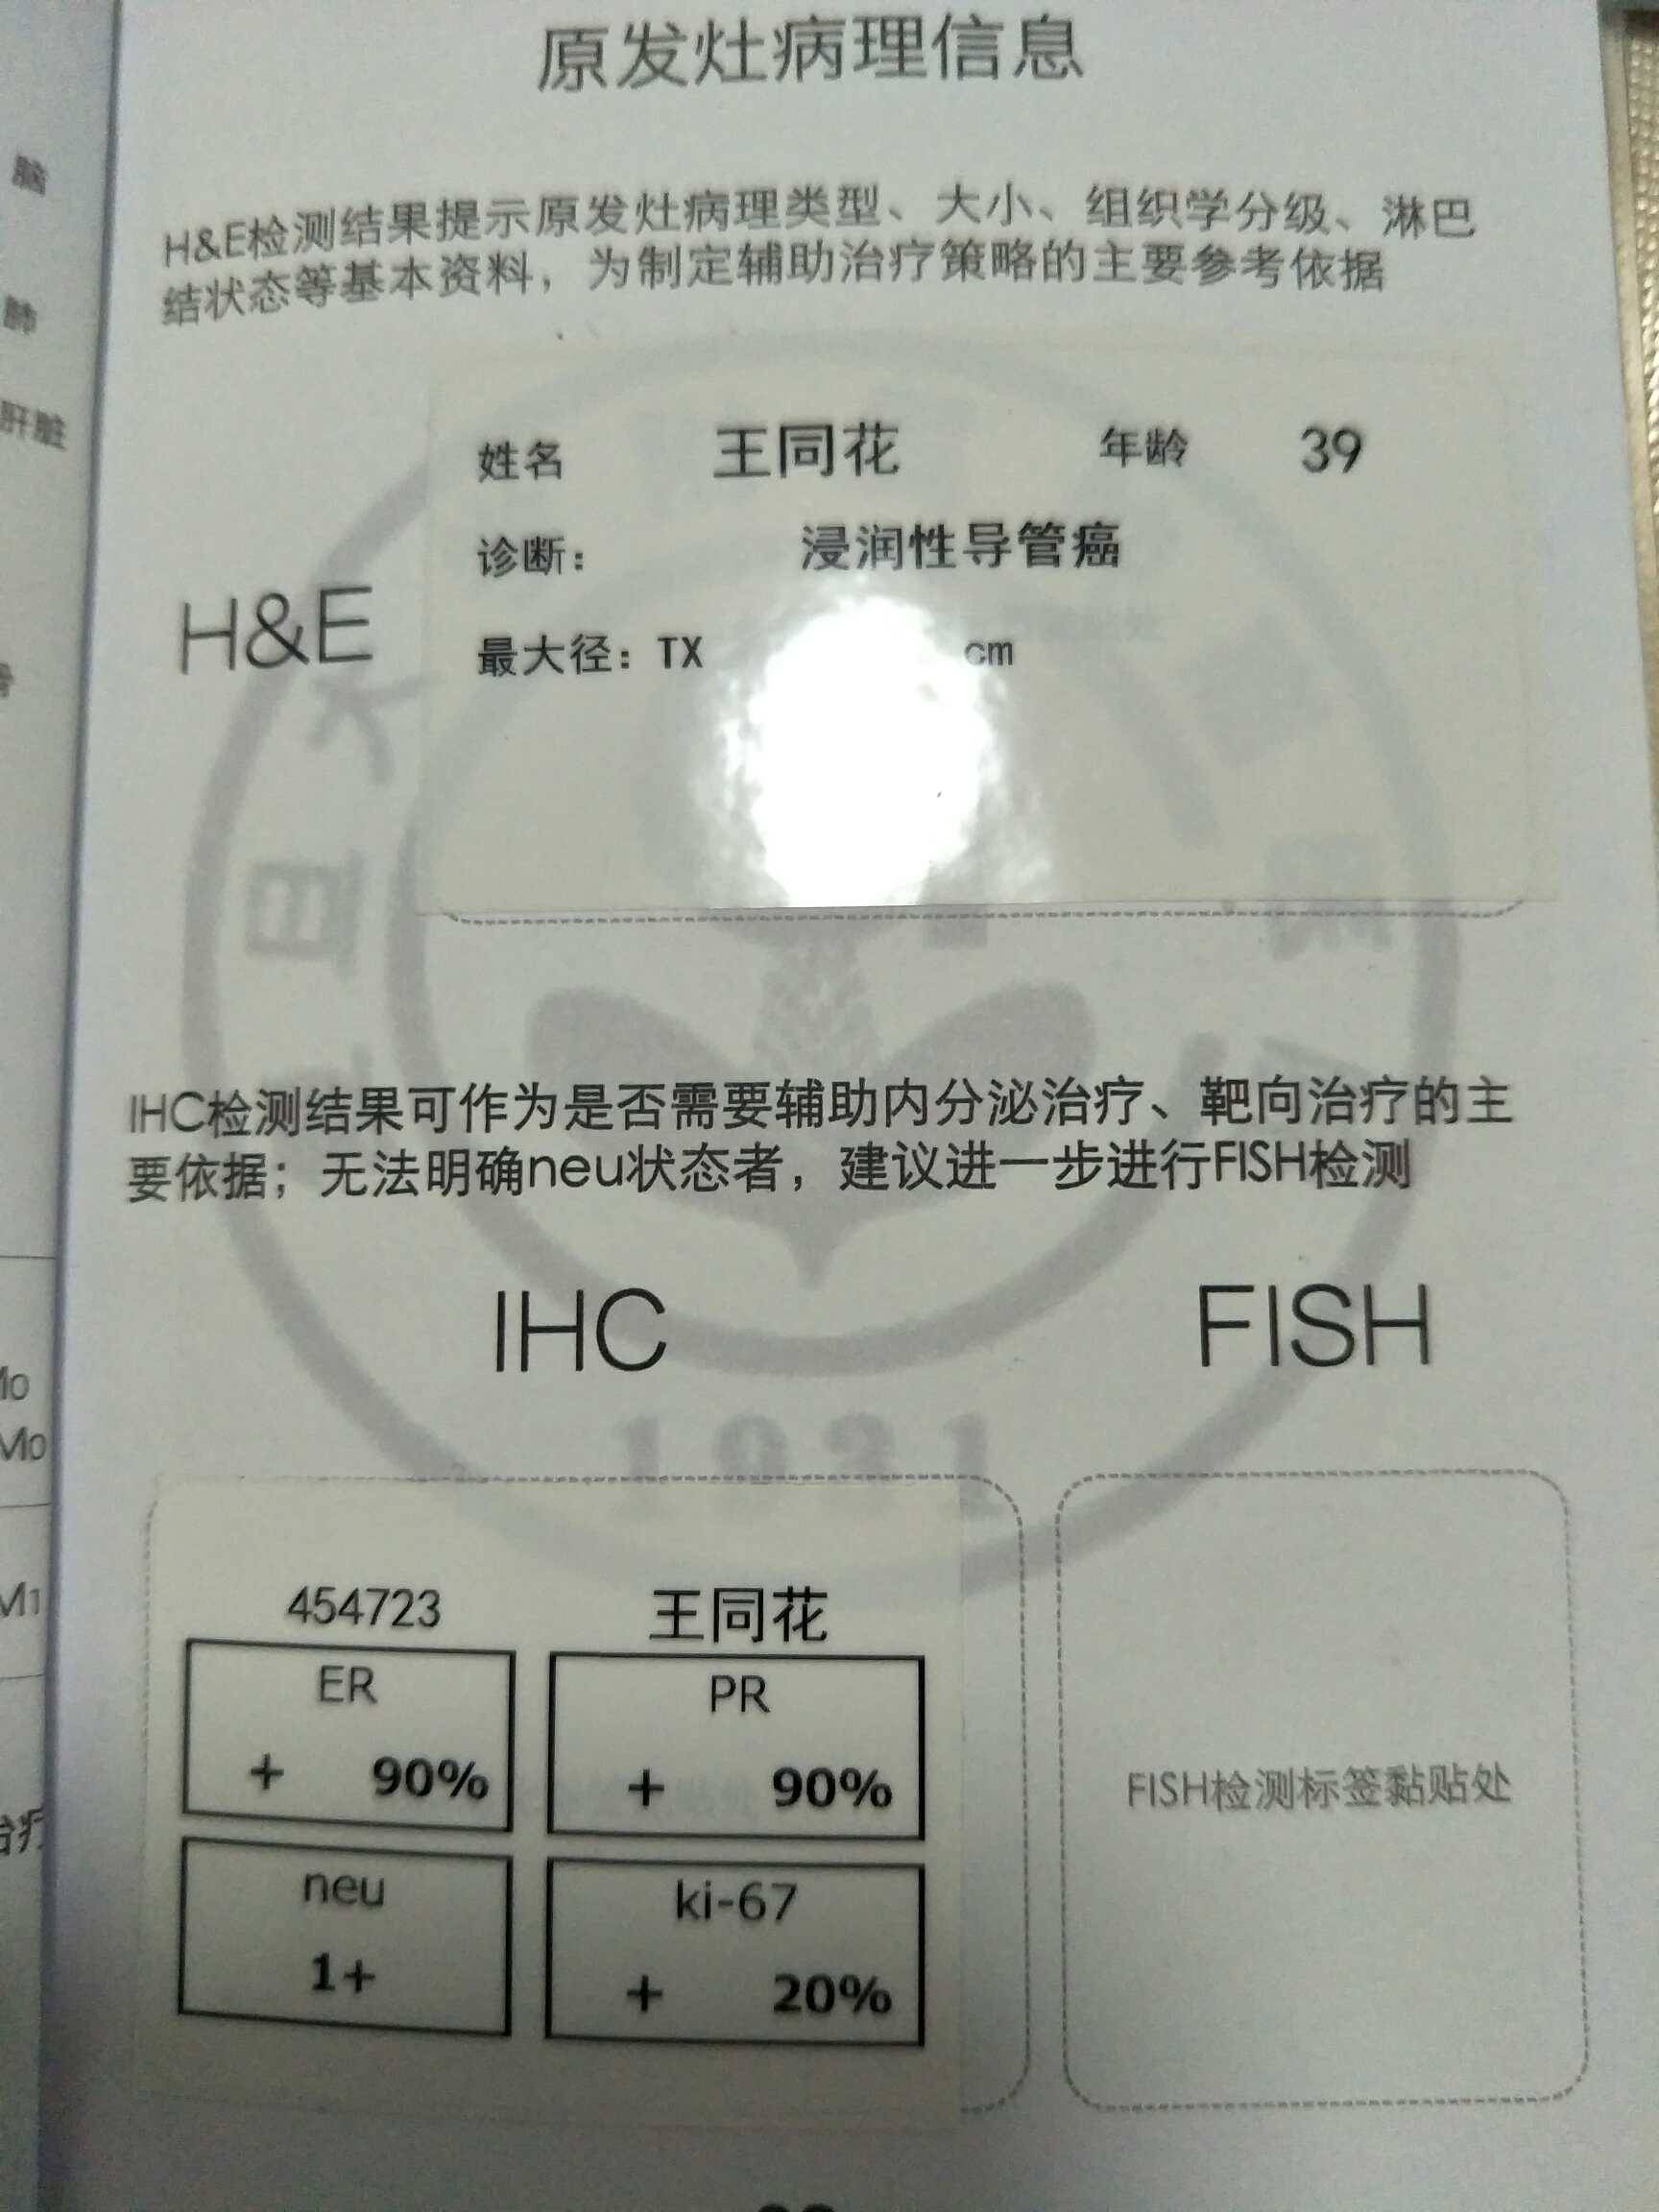 原发灶病理信息
H&E检测结果提示原发灶病理类型、大小、组织学分级、淋巴
结状态等基本资料，为制定辅助治疗策略的主要参考依据
姓名 王同花 年龄 39
诊断： 浸润性导管癌
H&E
最大径：TX cm
IHC检测结果可作为是否需要辅助内分泌治疗、靶向治疗的主
要依据；无法明确neu状态者，建议进一步进行FISH检测
IHC FISH
1931
454723 王同花
ER PR
+ 90% + 90%
neu ki-67
1+ + 20%
FISH检测标签黏贴处
脑
肺
肝脏
M0
M1